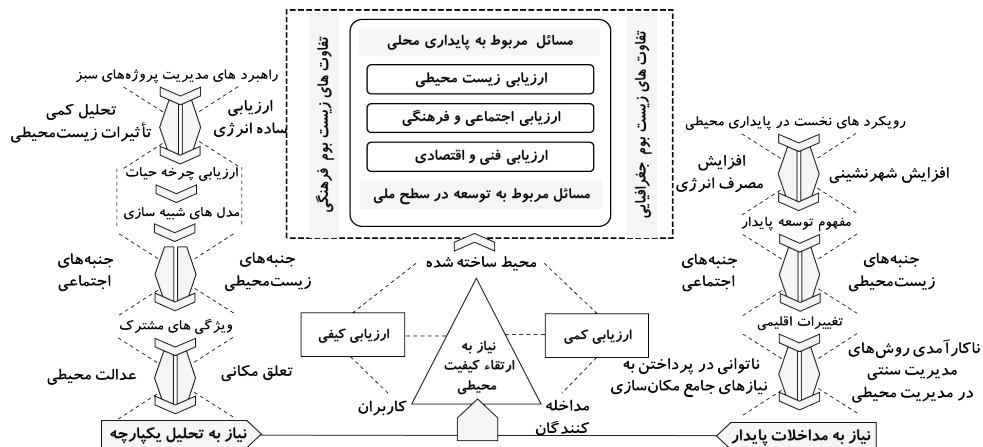 مسائل مربوط به پایداری محلی
ارزیابی زیست محیطی
ارزیابی اجتماعی و فرهنگی
ارزیابی فنی و اقتصادی
مسائل مربوط به توسعه در سطح ملی
تفاوت های زیست بوم جغرافیایی
تفاوت های زیست بوم فرهنگی
رویکرد های نخست در پایداری محیطی
افزایش شهرنشینی
افزایش
مصرف انرژی
مفهوم توسعه پایدار
جنبه‌های
زیست‌محیطی
جنبه‌های
اجتماعی
تغییرات اقلیمی
ناکارآمدی روش‌های
مدیریت سنتی
در مدیریت محیطی
ناتوانی در پرداختن به
نیازهای جامع مکان‌سازی
نیاز به مداخلات پایدار
محیط ساخته شده
ارزیابی کمی
ارزیابی کیفی
نیاز به
ارتقاء کیفیت
محیطی
مداخله
کنندگان
کاربران
راهبرد های مدیریت پروژه‌های سبز
ارزیابی
ساده انرژی
تحلیل کمی
تأثیرات زیست‌محیطی
ارزیابی چرخه حیات
مدل های شبیه سازی
جنبه‌های
زیست‌محیطی
جنبه‌های
اجتماعی
ویژگی های مشترک
تعلق مکانی
عدالت محیطی
نیاز به تحلیل یکپارچه